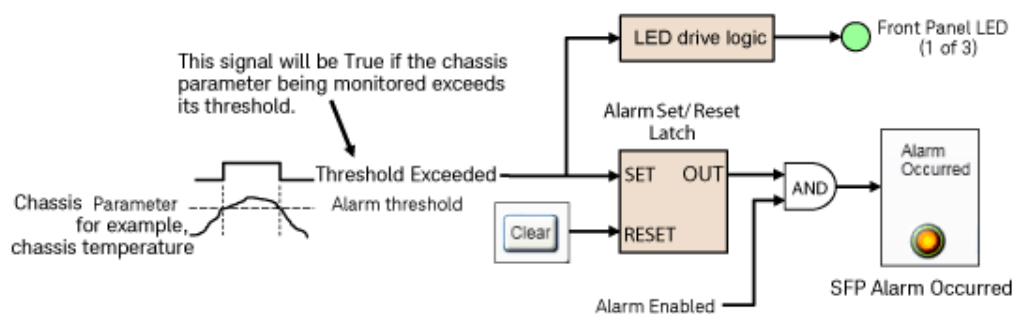 This signal will be True if the chassis
parameter being monitored exceeds
its threshold.
LED drive logic
Front Panel LED
(1 of 3)
Alarm Set/Reset
Latch
Threshold Exceeded
SET OUT
RESET
AND
Alarm
Occurred
Chassis Parameter
for example,
chassis temperature
Alarm threshold
Clear
Alarm Enabled
SFP Alarm Occurred